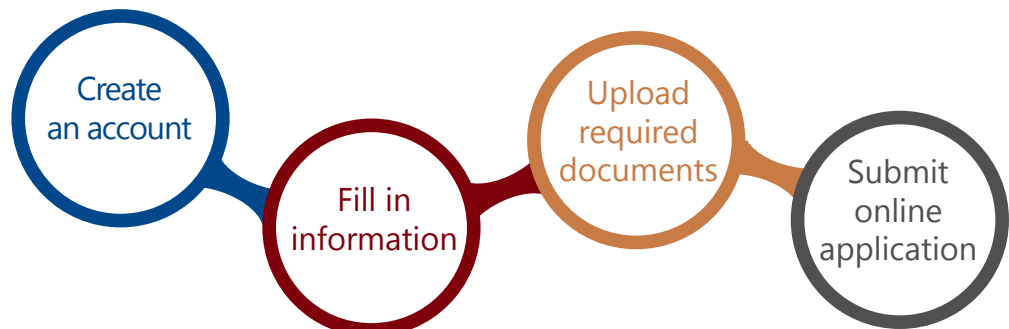 Create
an account
Fill in
information
Upload
required
documents
Submit
online
application